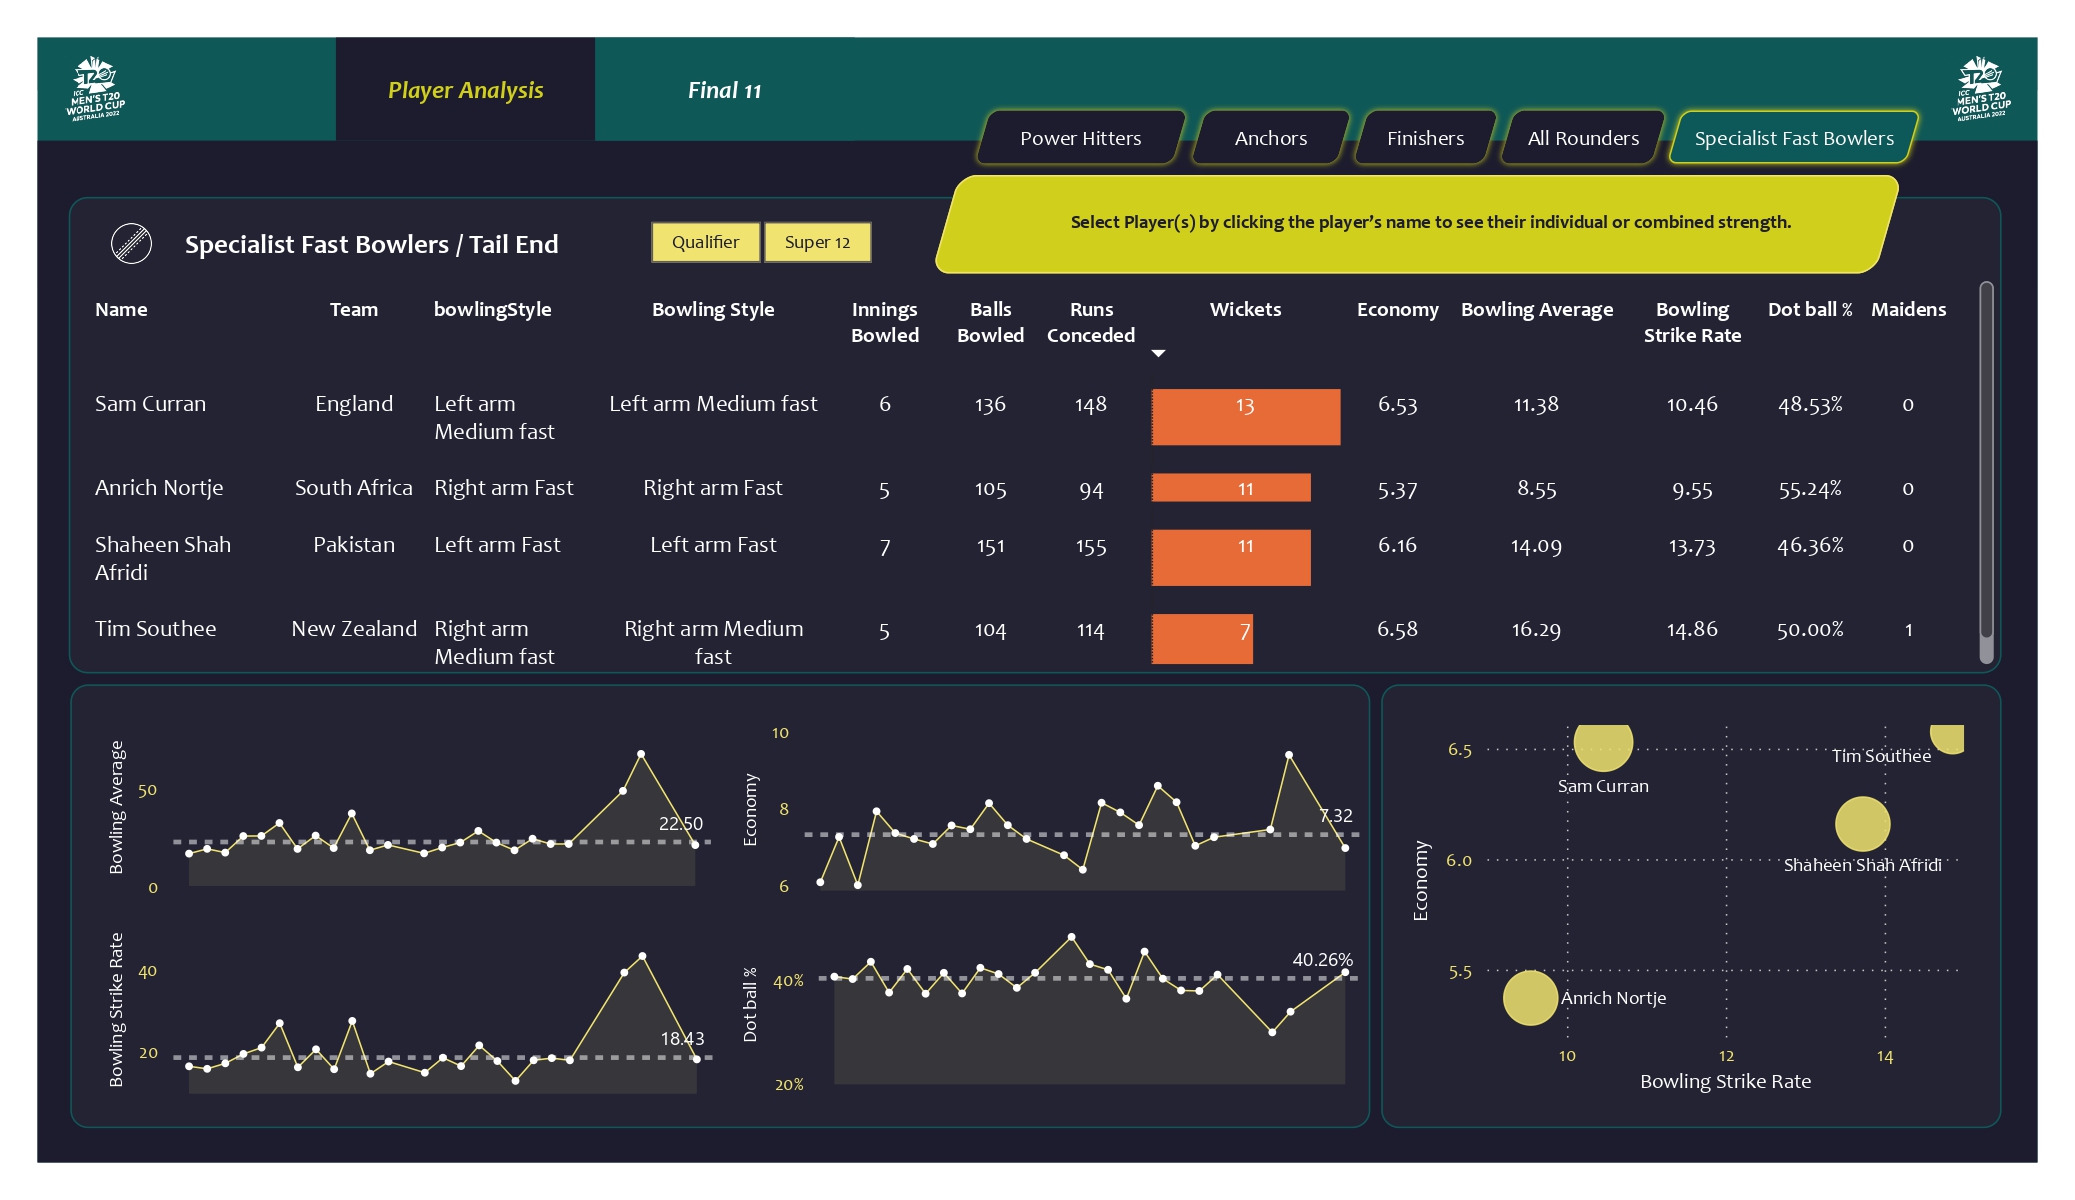 ICC
MEN'S T20
WORLD CUP
AUSTRALIA 2022
Player Analysis
Final 11
ICC
MEN'S T20
WORLD CUP
AUSTRALIA 2022
Power Hitters
Anchors
Finishers
All Rounders
Specialist Fast Bowlers
Select Player(s) by clicking the player's name to see their individual or combined strength.
Specialist Fast Bowlers / Tail End
Qualifier
Super 12
Name Team bowlingStyle Bowling Style Innings Balls Runs Wickets Economy Bowling Average Bowling Dot ball % Maidens
Bowled Bowled Conceded Strike Rate
Sam Curran England Left arm Left arm Medium fast 6 136 148 13 6.53 11.38 10.46 48.53% 0
Medium fast
Anrich Nortje South Africa Right arm Fast Right arm Fast 5 105 94 11 5.37 8.55 9.55 55.24% 0
Shaheen Shah Pakistan Left arm Fast Left arm Fast 7 151 155 11 6.16 14.09 13.73 46.36% 0
Afridi
Tim Southee New Zealand Right arm Right arm Medium 5 104 114 7 6.58 16.29 14.86 50.00% 1
Medium fast fast
Bowling Average
50
0
22.50
Economy
10
8
6
7.32
Bowling Strike Rate
40
20
18.43
Dot ball %
40%
20%
40.26%
Economy
6.5
6.0
5.5
Sam Curran
Tim Southee
Shaheen Shah Afridi
Anrich Nortje
10 12 14
Bowling Strike Rate